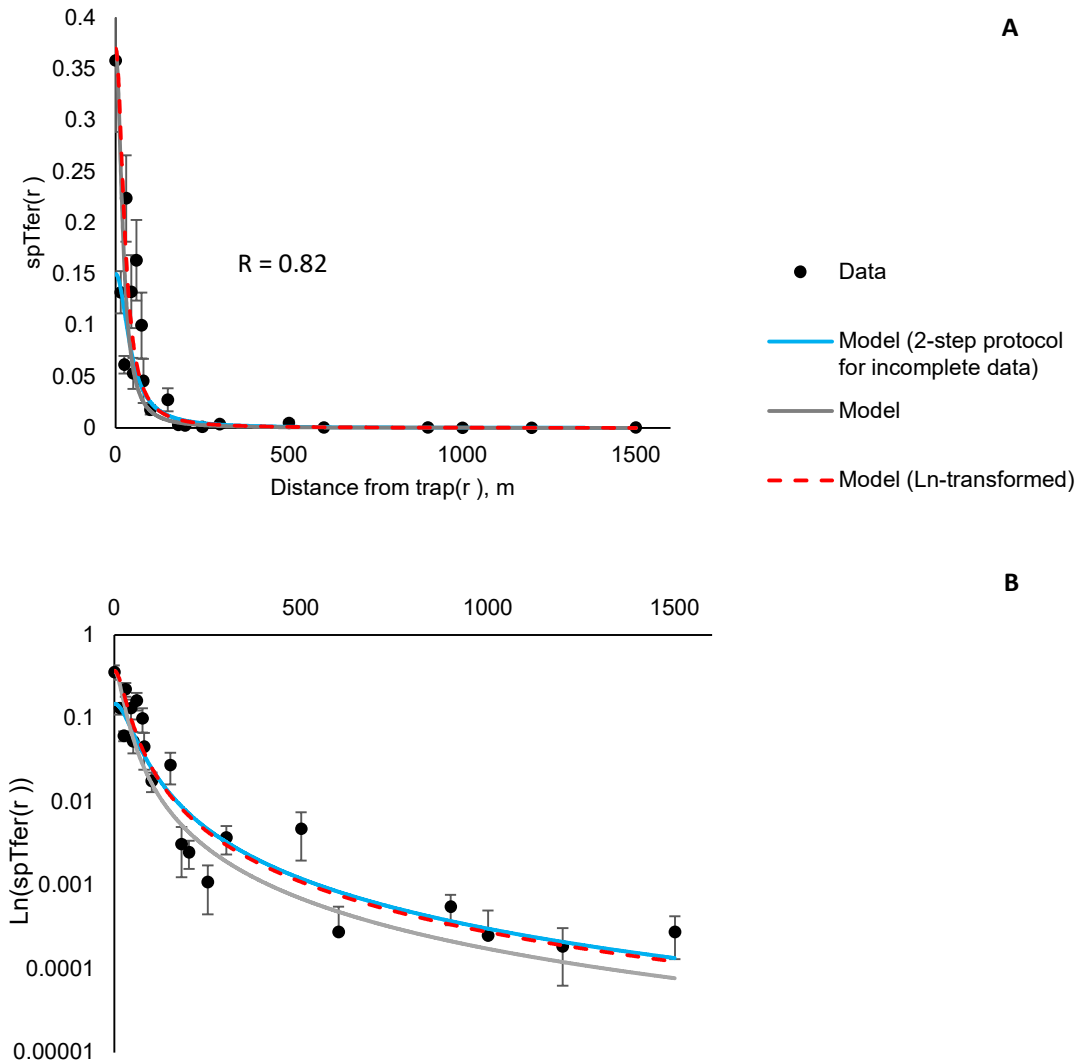 A
0.4
0.35
0.3
0.25
0.2
0.15
0.1
0.05
0
spTfer(r )
R = 0.82
0
500
1000
1500
Distance from trap(r ), m
Data
Model (2-step protocol
for incomplete data)
Model
Model (Ln-transformed)
B
0
500
1000
1500
1
0.1
0.01
0.001
0.0001
0.00001
Ln(spTfer(r ))